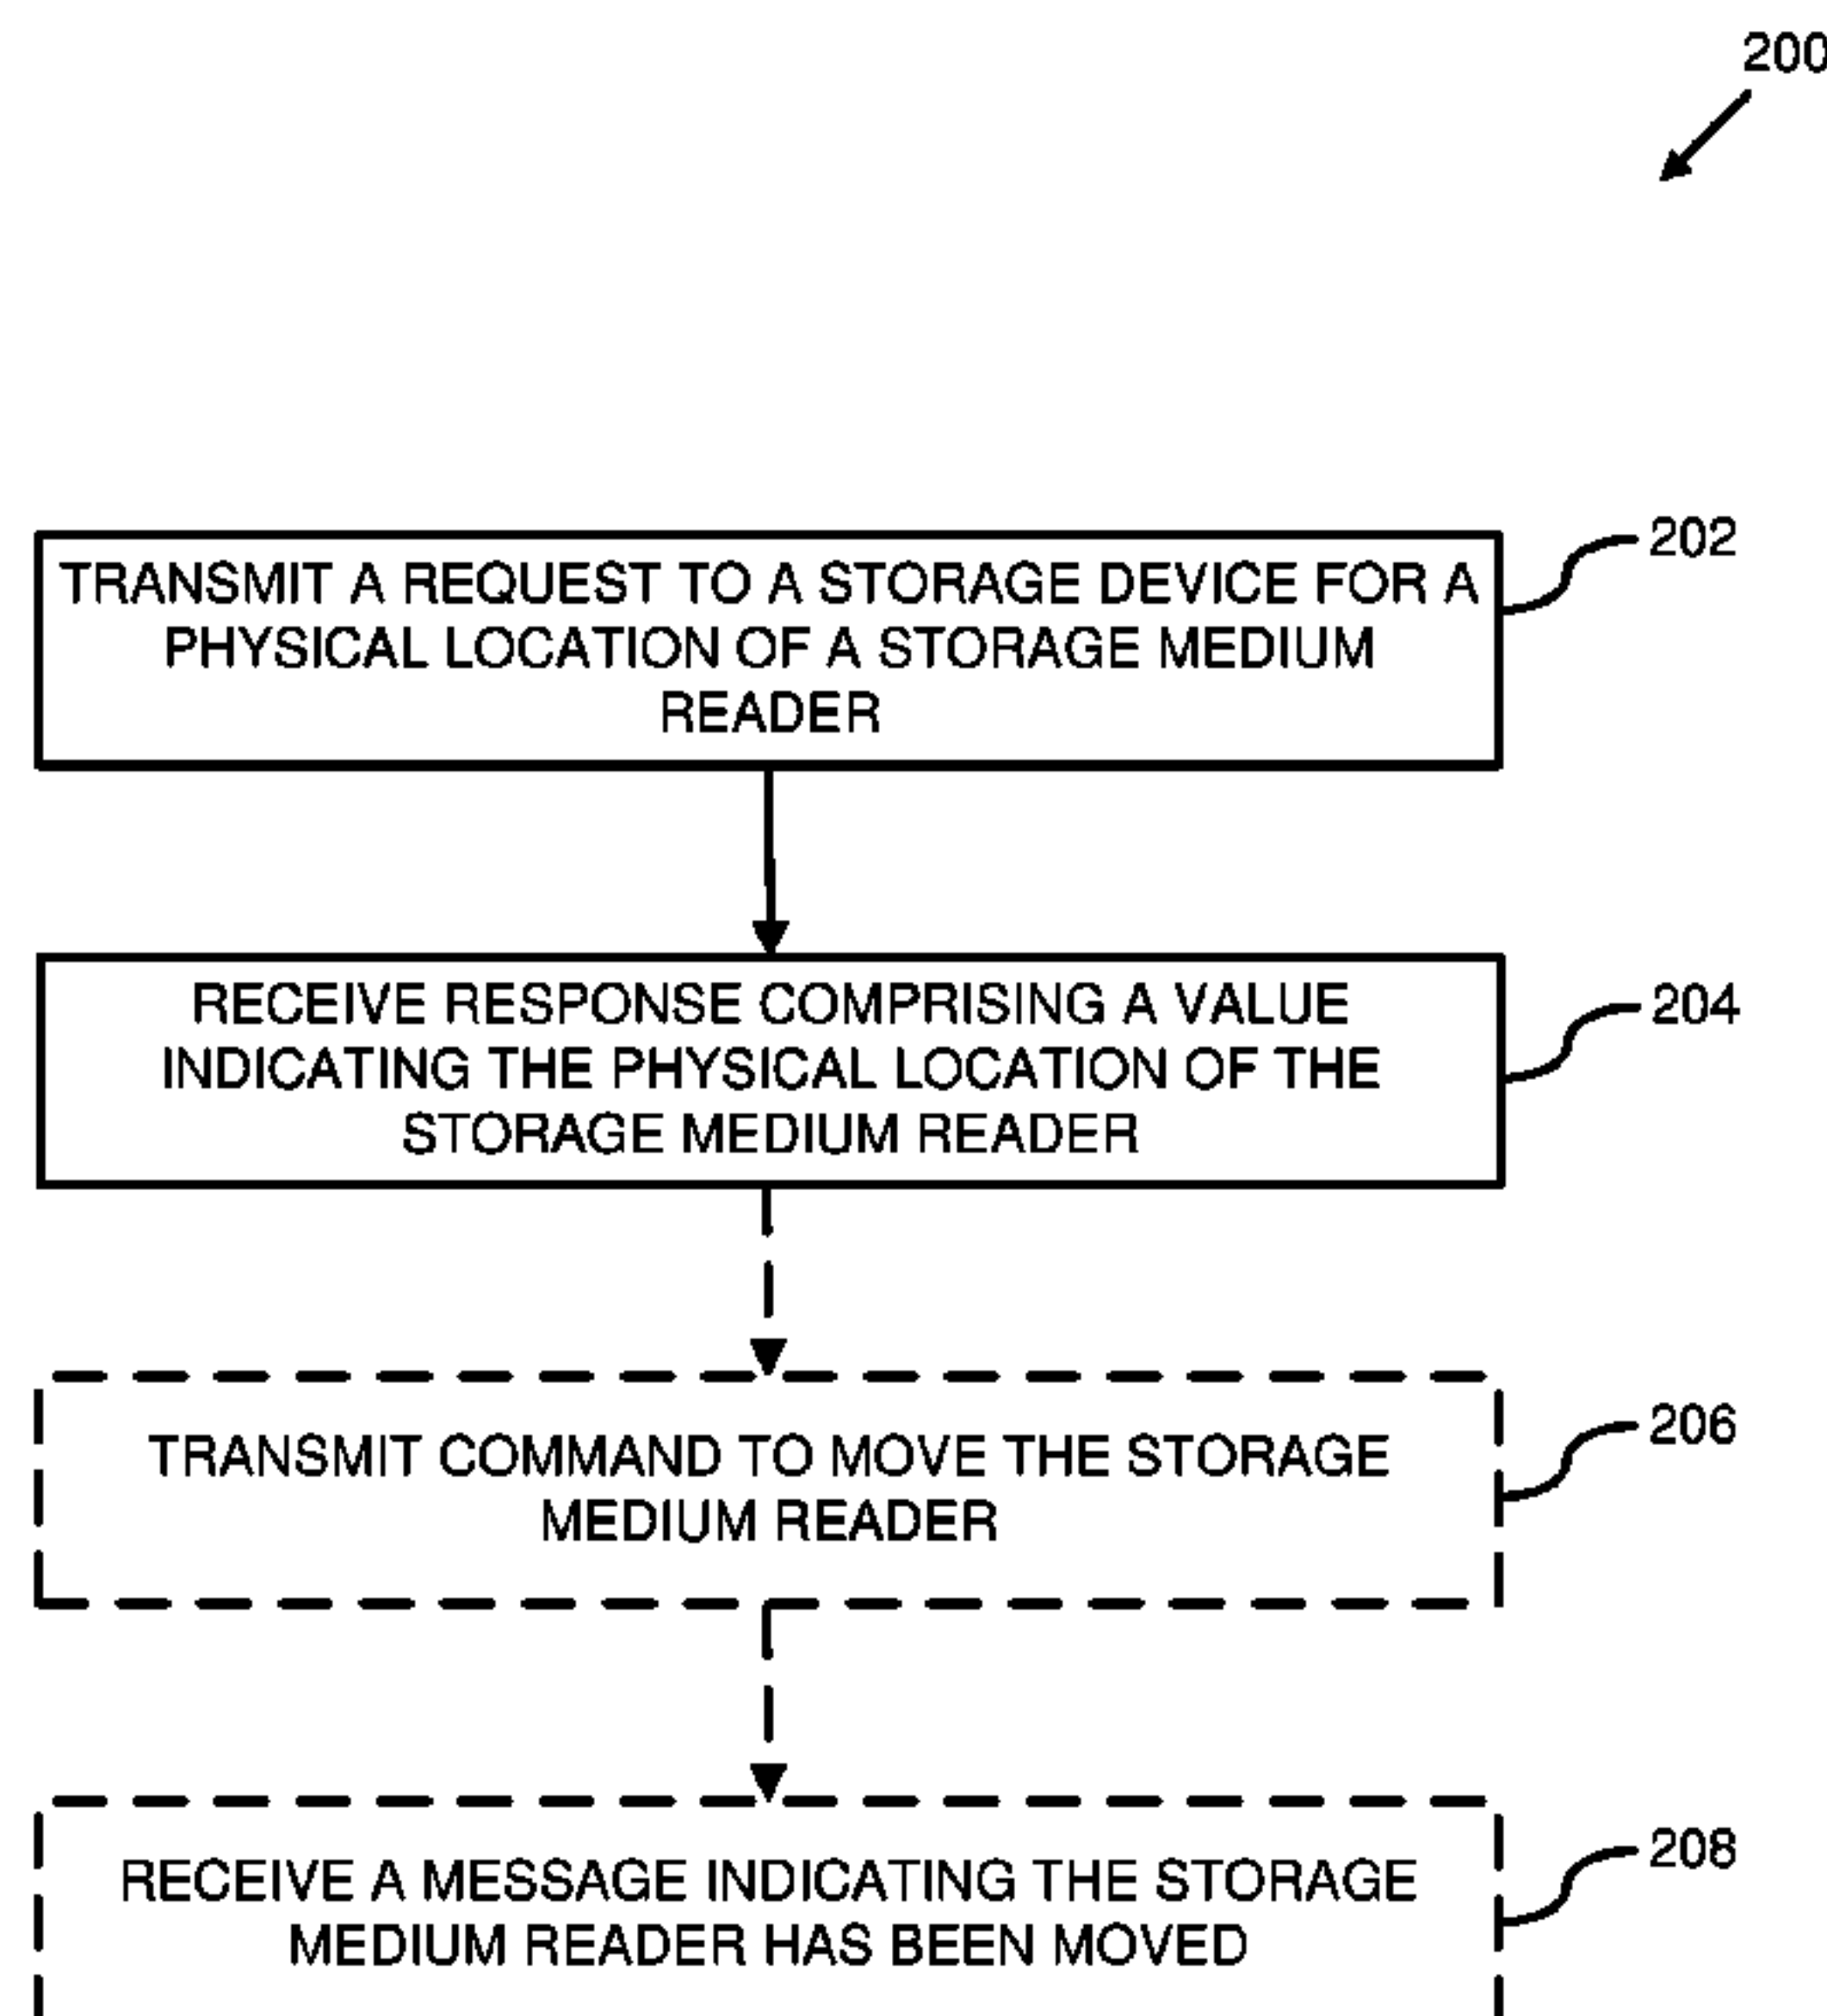 200
TRANSMIT A REQUEST TO A STORAGE DEVICE FOR A
PHYSICAL LOCATION OF A STORAGE MEDIUM
READER
202
RECEIVE RESPONSE COMPRISING A VALUE
INDICATING THE PHYSICAL LOCATION OF THE
STORAGE MEDIUM READER
204
TRANSMIT COMMAND TO MOVE THE STORAGE
MEDIUM READER
206
RECEIVE A MESSAGE INDICATING THE STORAGE
MEDIUM READER HAS BEEN MOVED
208